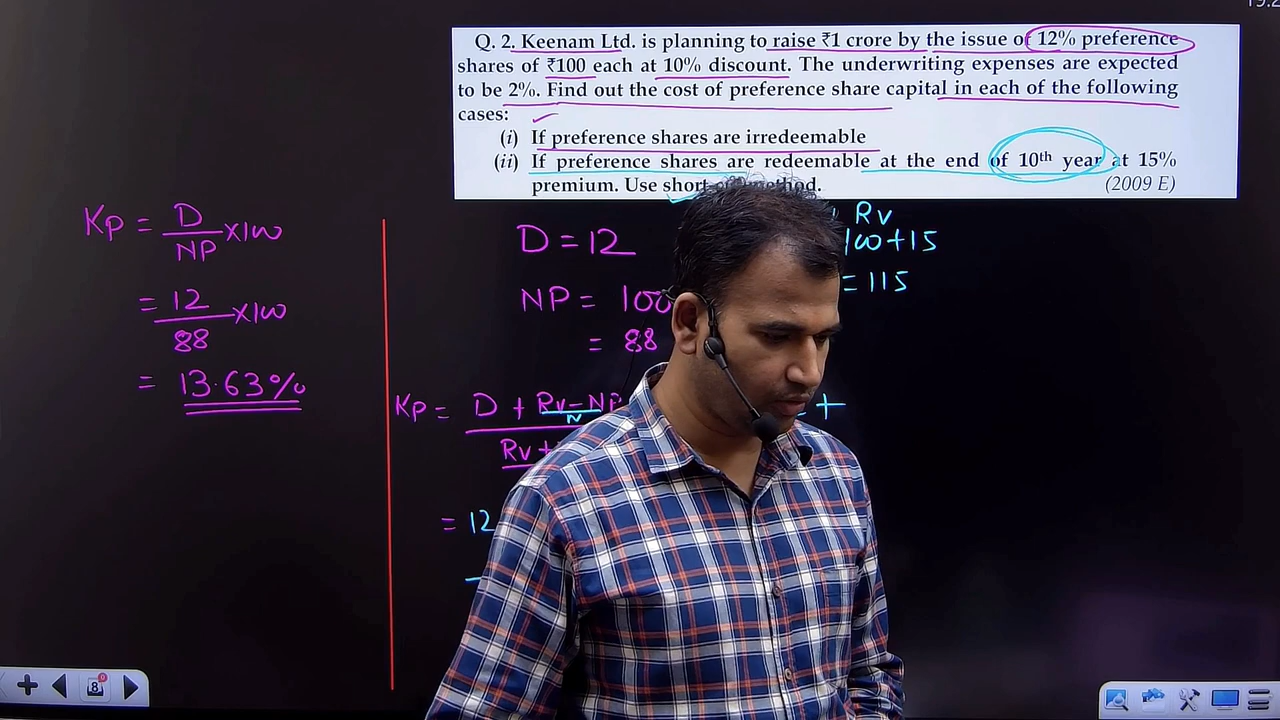 Q. 2. Keenam Ltd. is planning to raise ₹1 crore by the issue of 12% preference
shares of ₹100 each at 10% discount. The underwriting expenses are expected
to be 2%. Find out the cost of preference share capital in each of the following
cases:
(i) If preference shares are irredeemable
(ii) If preference shares are redeemable at the end of 10th year at 15%
premium. Use short
(2009 E)
Kp = D/NP ×100
= 12/88 ×100
= 13.63%
D = 12
NP = 100
= 88
Rv
100+15
= 115
Kp = D + Rv-NP/N
Rv+
= 12
+
8